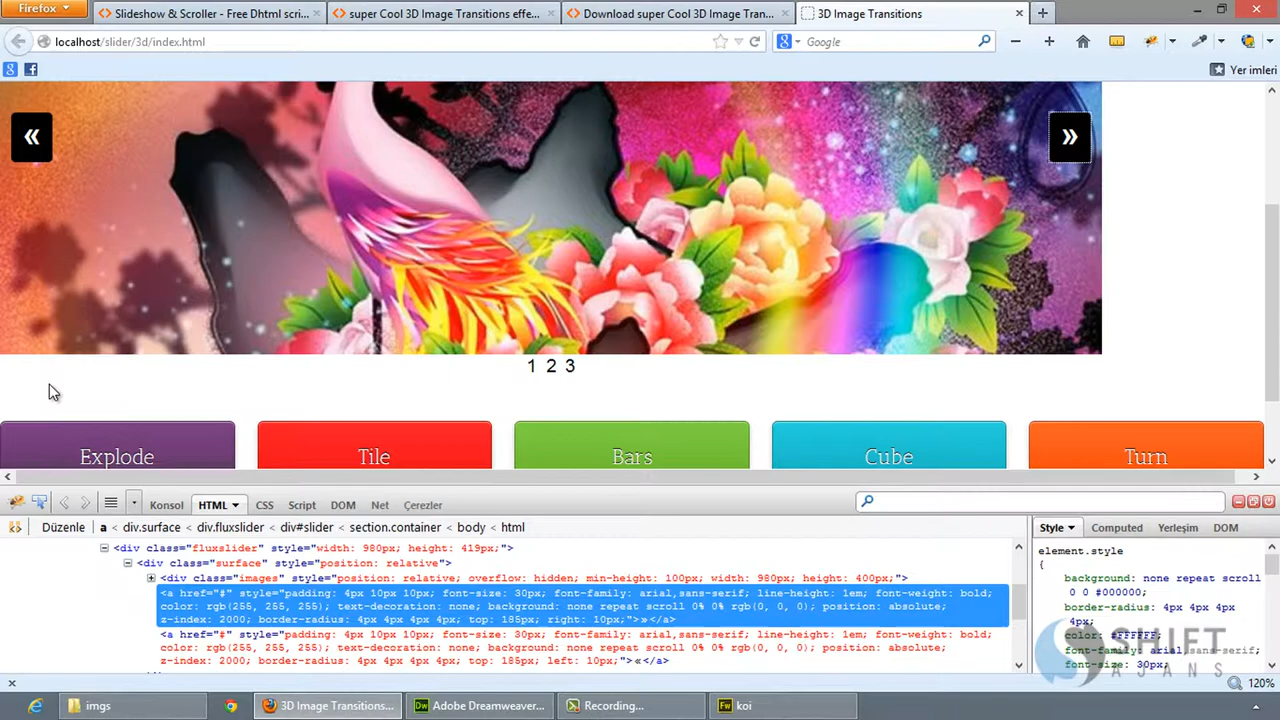 Firefox
Slideshow & Scroller - Free Dhtml scri...
super Cool 3D Image Transitions effe...
Download super Cool 3D Image Tran...
3D Image Transitions
localhost/slider/3d/index.html
Google
Yer imleri
«
»
1 2 3
Explode
Tile
Bars
Cube
Turn
Konsol
HTML
CSS
Script
DOM
Net
Çerezler
Düzenle
a < div.surface < div.fluxslider < div#slider < section.container < body < html
Style
Computed
Yerleşim
DOM
<div class="fluxslider" style="width: 980px; height: 419px;">
<div class="surface" style="position: relative">
<div class="images" style="position: relative; overflow: hidden; min-height: 100px; width: 980px; height: 400px;">
<a href="#" style="padding: 4px 10px 10px; font-size: 30px; font-family: arial,sans-serif; line-height: 1em; font-weight: bold;
color: rgb(255, 255, 255); text-decoration: none; background: none repeat scroll 0% 0% rgb(0, 0, 0); position: absolute;
z-index: 2000; border-radius: 4px 4px 4px 4px; top: 185px; right: 10px;">»</a>
<a href="#" style="padding: 4px 10px 10px; font-size: 30px; font-family: arial,sans-serif; line-height: 1em; font-weight: bold;
color: rgb(255, 255, 255); text-decoration: none; background: none repeat scroll 0% 0% rgb(0, 0, 0); position: absolute;
z-index: 2000; border-radius: 4px 4px 4px 4px; top: 185px; left: 10px;">«</a>
element.style
{
background: none repeat scroll
0 0 #000000;
border-radius: 4px 4px 4px
4px;
color: #FFFFFF;
font-family: arial,sans-serif;
font-size: 30px;
SHIFT
AJANS
120%
imgs
3D Image Transitions...
Adobe Dreamweaver...
Recording...
koi